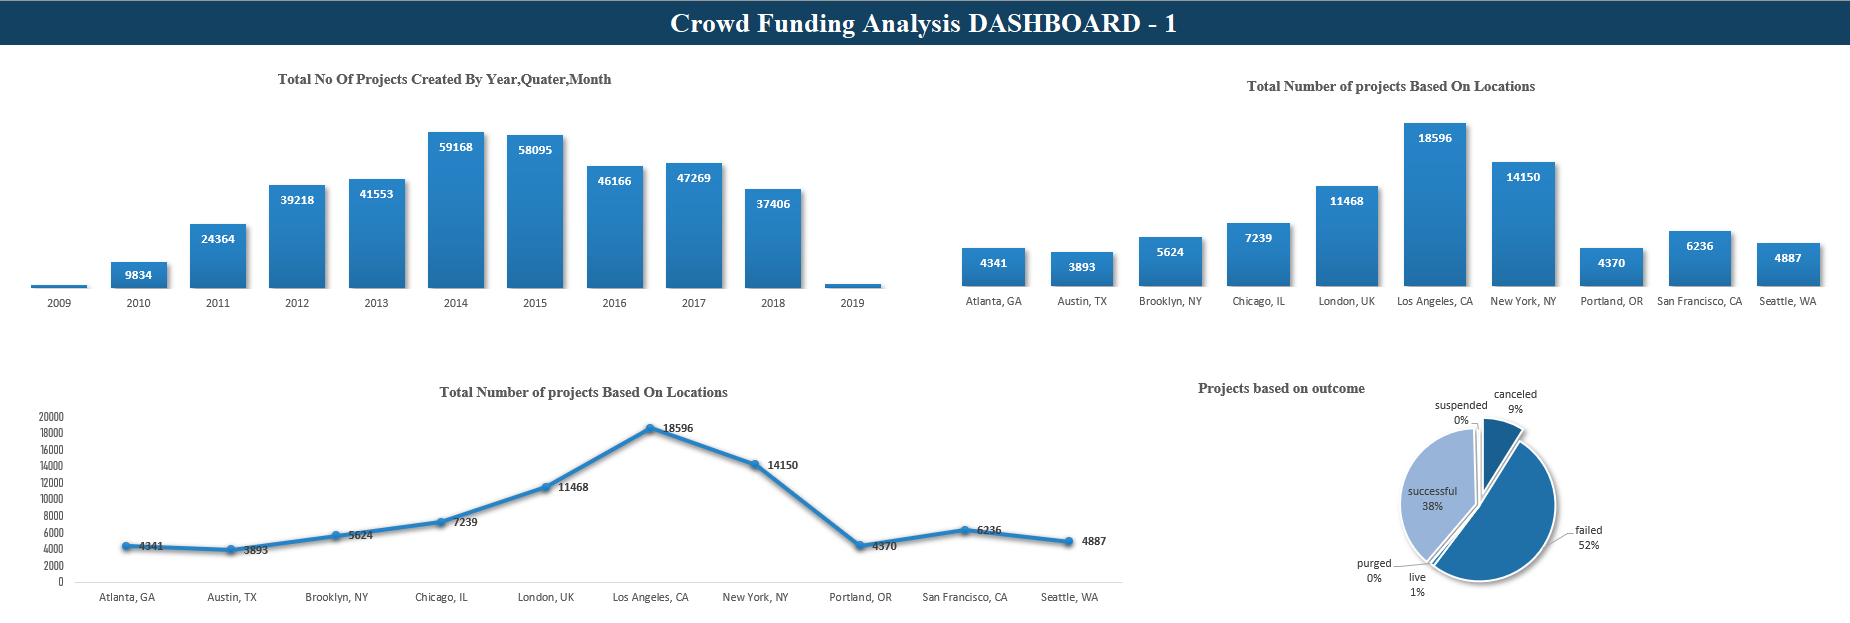 Crowd Funding Analysis DASHBOARD - 1
Total No Of Projects Created By Year,Quater,Month
59168
58095
46166
47269
39218
41553
37406
24364
9834
2009 2010 2011 2012 2013 2014 2015 2016 2017 2018 2019
Total Number of projects Based On Locations
18596
14150
11468
7239
6236
5624
4887
4341
3893
4370
Atlanta, GA Austin, TX Brooklyn, NY Chicago, IL London, UK Los Angeles, CA New York, NY Portland, OR San Francisco, CA Seattle, WA
Total Number of projects Based On Locations
20000
18000
16000
14000
12000
10000
8000
6000
4000
2000
0
4341 3893 5624 7239 11468 18596 14150 4370 6236 4887
Atlanta, GA Austin, TX Brooklyn, NY Chicago, IL London, UK Los Angeles, CA New York, NY Portland, OR San Francisco, CA Seattle, WA
Projects based on outcome
suspended
0%
canceled
9%
successful
38%
failed
52%
purged
0%
live
1%